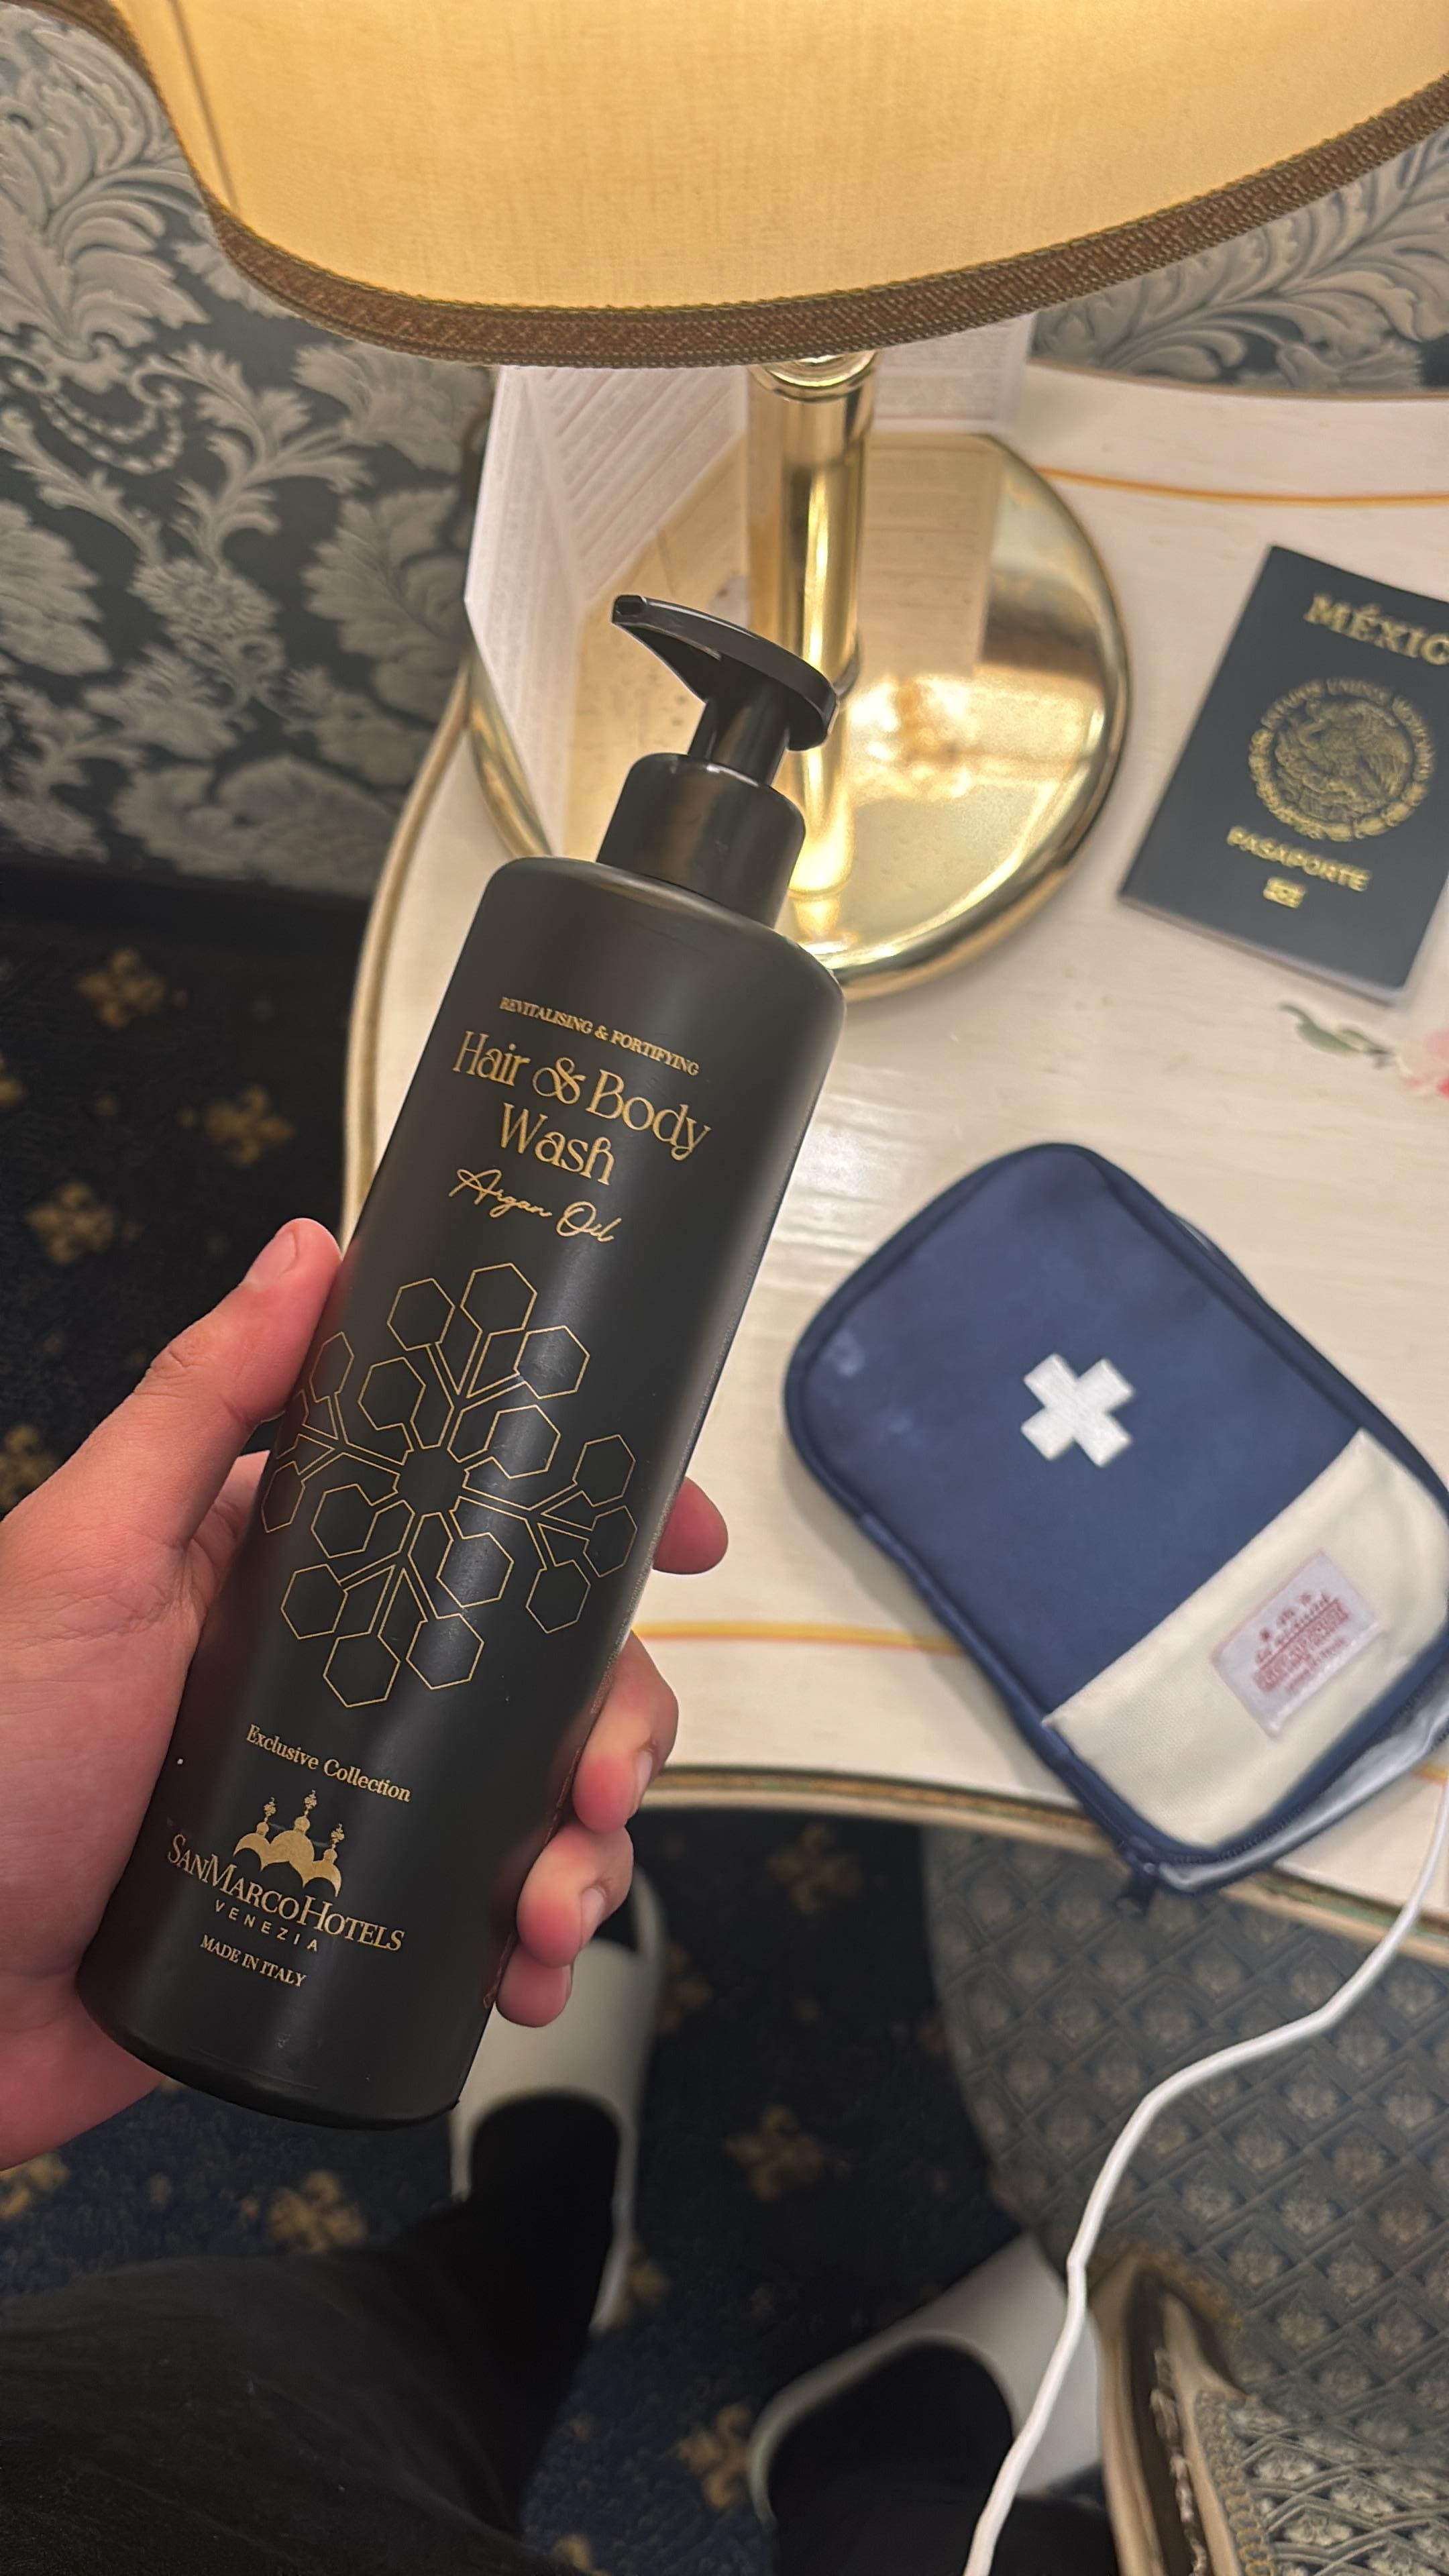 REVITALISING & FORTIFYING
Hair & Body
Wash
Argan Oil
Exclusive Collection
SANMARCOHOTELS
VENEZIA
MADE IN ITALY
MÉXIC
PASAPORTE